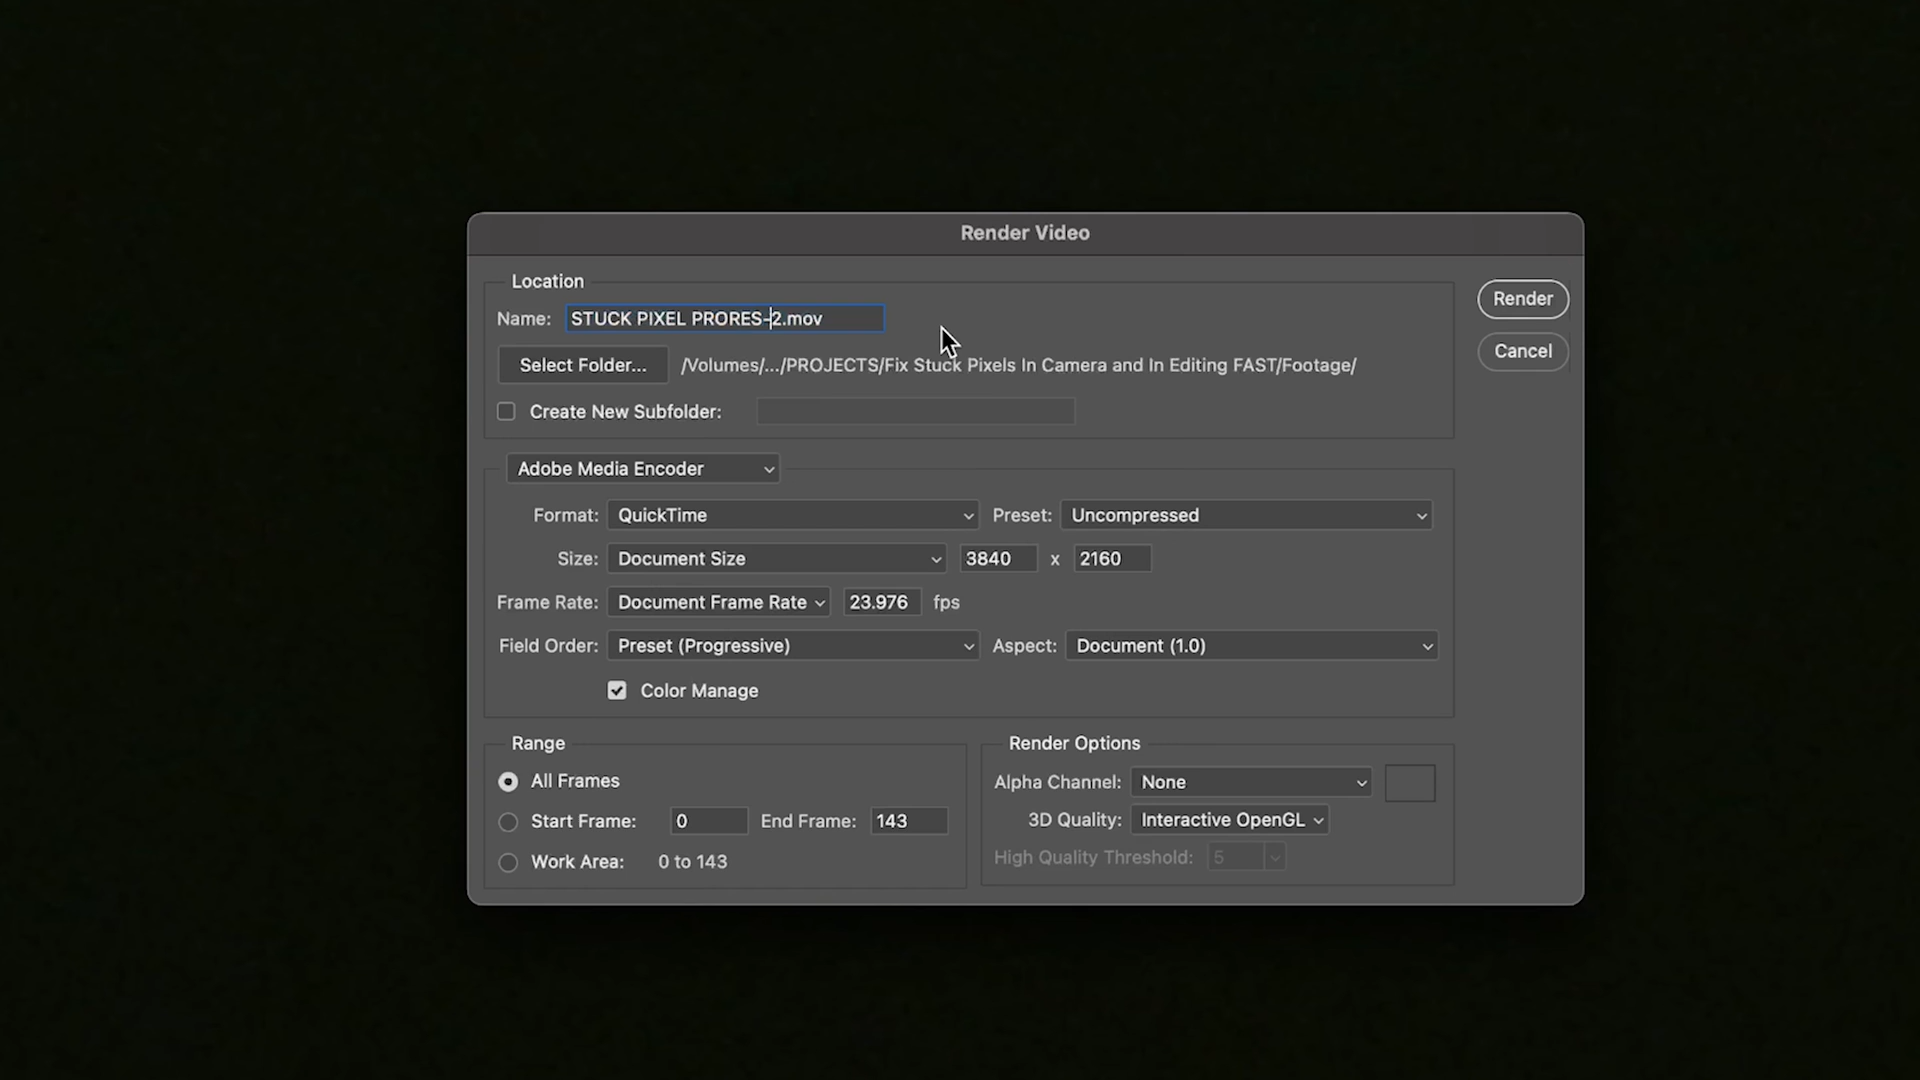 Render Video
Location
Name: STUCK PIXEL PRORES-2.mov
Render
Select Folder... /Volumes/.../PROJECTS/Fix Stuck Pixels In Camera and In Editing FAST/Footage/
Cancel
Create New Subfolder:
Adobe Media Encoder
Format: QuickTime Preset: Uncompressed
Size: Document Size 3840 x 2160
Frame Rate: Document Frame Rate 23.976 fps
Field Order: Preset (Progressive) Aspect: Document (1.0)
Color Manage
Range
All Frames
Start Frame: 0 End Frame: 143
Work Area: 0 to 143
Render Options
Alpha Channel: None
3D Quality: Interactive OpenGL
High Quality Threshold: 5